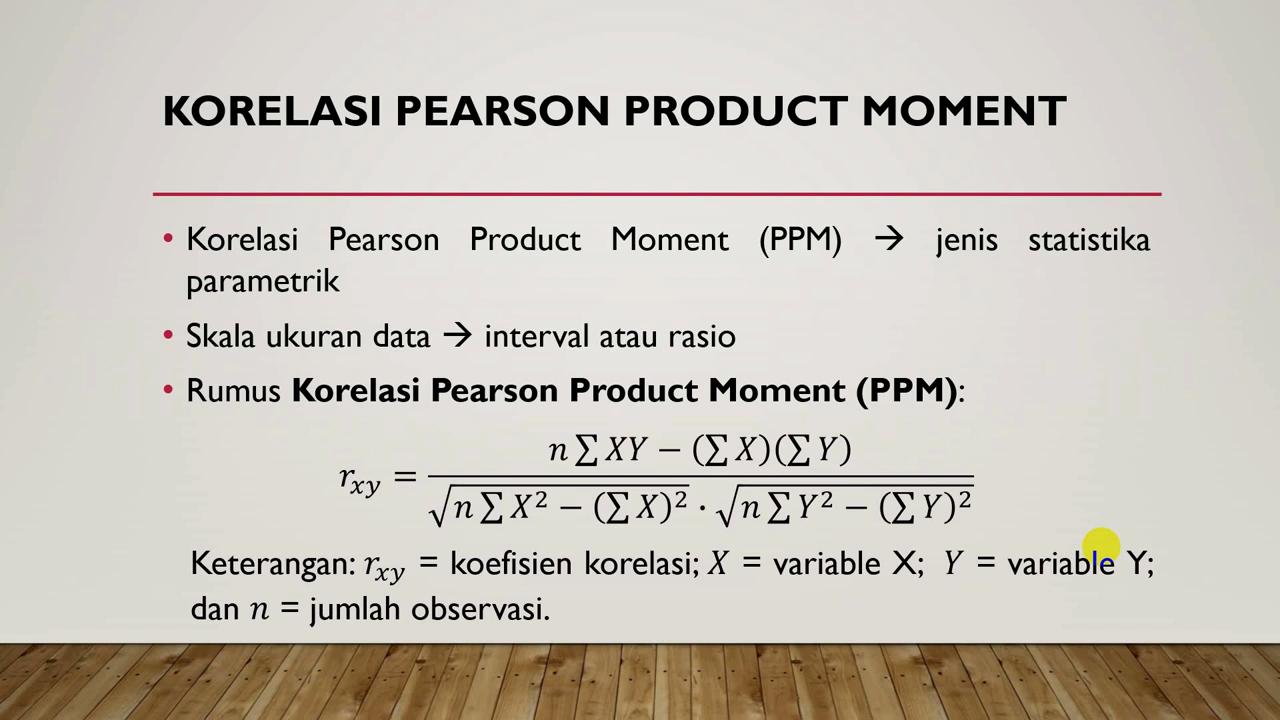 KORELASI PEARSON PRODUCT MOMENT
• Korelasi Pearson Product Moment (PPM) → jenis statistika
parametrik
• Skala ukuran data → interval atau rasio
• Rumus Korelasi Pearson Product Moment (PPM):
r_xy = (n ∑ XY − (∑ X)(∑ Y)) / (√(n ∑ X² − (∑ X)²) · √(n ∑ Y² − (∑ Y)²))
Keterangan: r_xy = koefisien korelasi; X = variable X; Y = variable Y;
dan n = jumlah observasi.